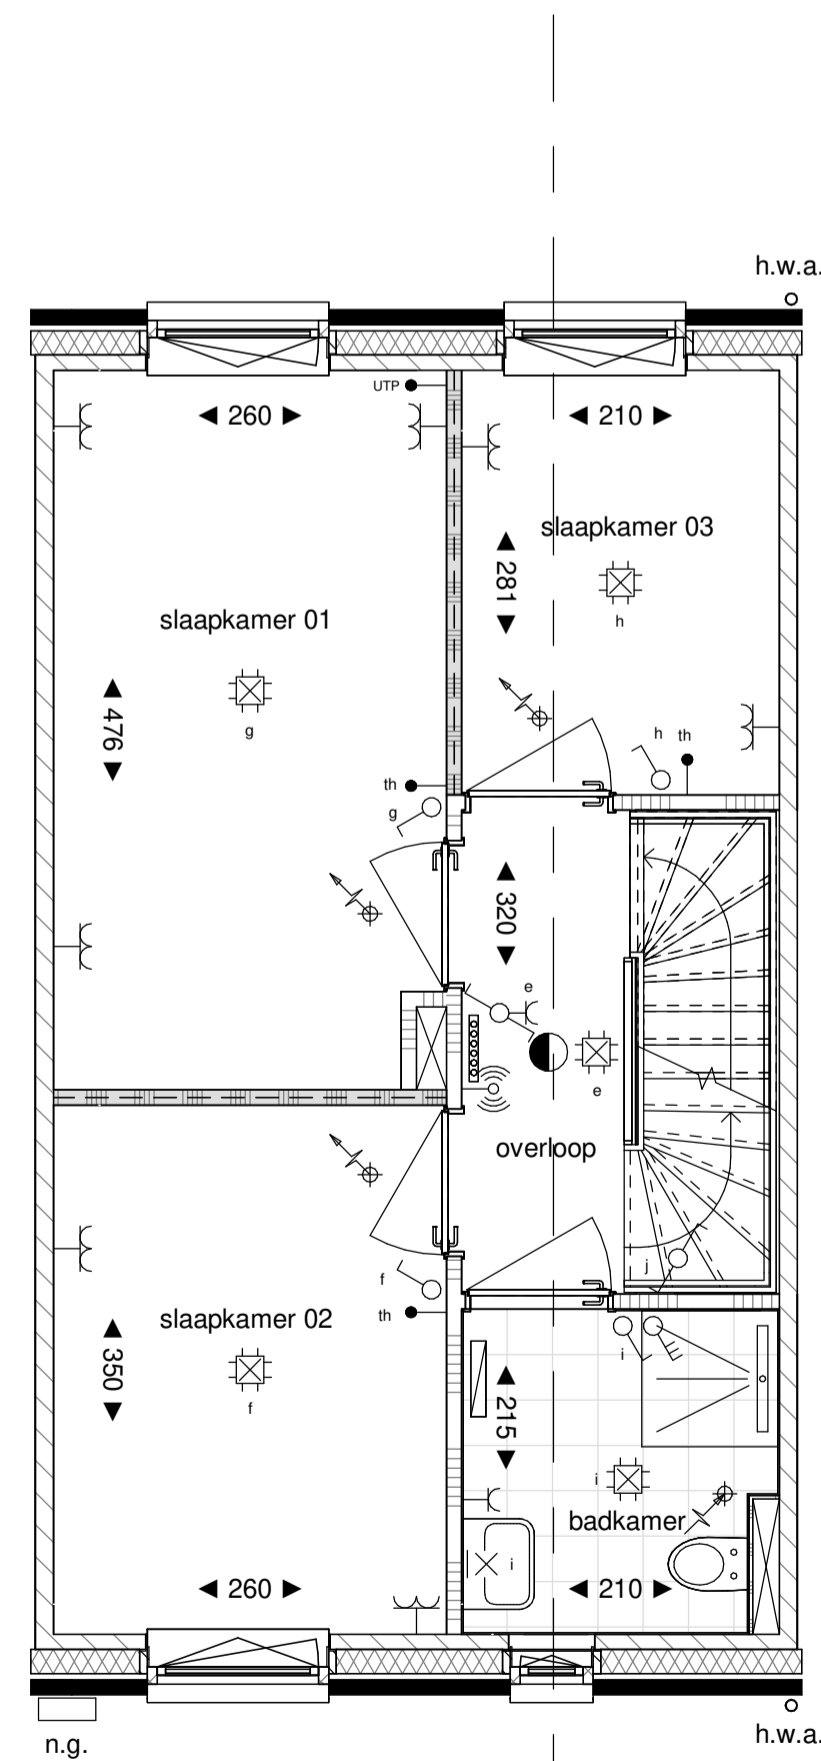 h.w.a.
UTP
260
210
slaapkamer 03
281
h
slaapkamer 01
g
476
h th
th
g
320
e
e
overloop
j
f
th
slaapkamer 02
350
f
i
215
i
badkamer
i
260
210
n.g.
h.w.a.